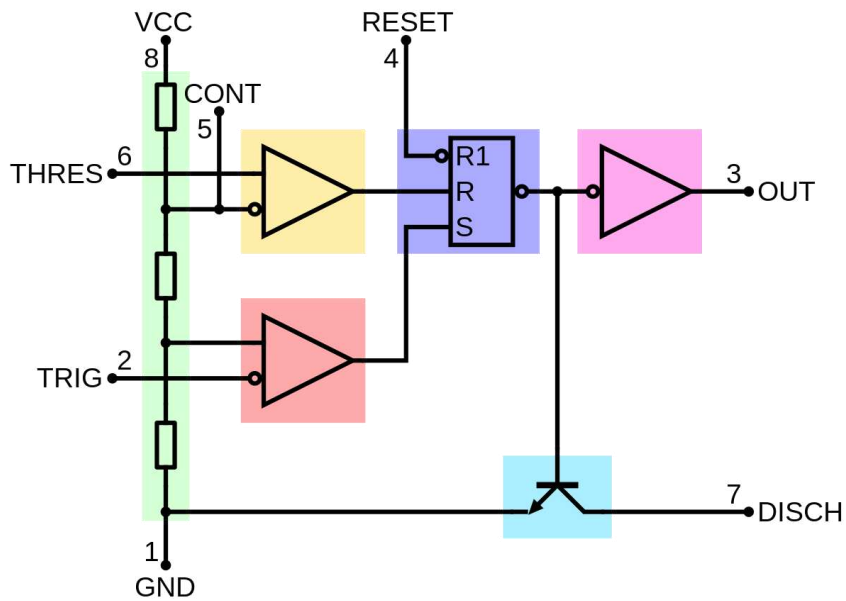 VCC
RESET
8
4
CONT
5
6
THRES
R1
R
S
3
OUT
2
TRIG
7
DISCH
1
GND